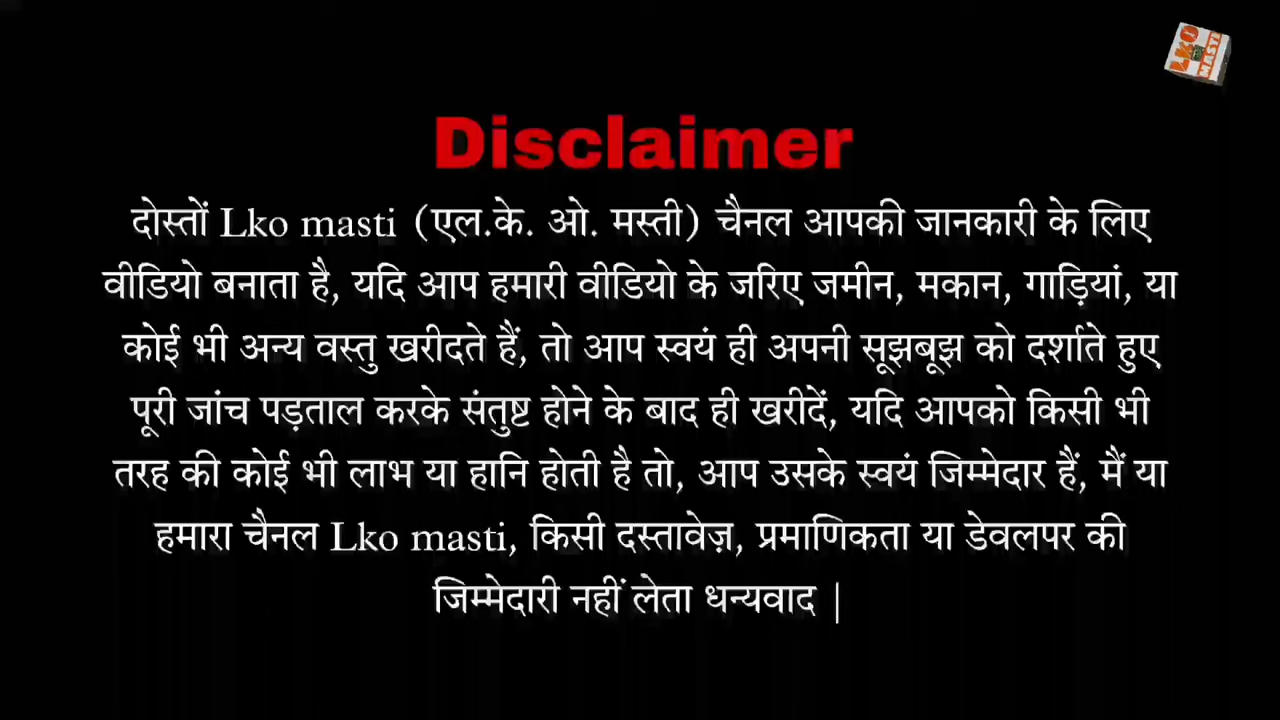 LKO
MASTI
Disclaimer
दोस्तों Lko masti (एल.के. ओ. मस्ती) चैनल आपकी जानकारी के लिए
वीडियो बनाता है, यदि आप हमारी वीडियो के जरिए जमीन, मकान, गाड़ियां, या
कोई भी अन्य वस्तु खरीदते हैं, तो आप स्वयं ही अपनी सूझबूझ को दर्शाते हुए
पूरी जांच पड़ताल करके संतुष्ट होने के बाद ही खरीदें, यदि आपको किसी भी
तरह की कोई भी लाभ या हानि होती है तो, आप उसके स्वयं जिम्मेदार हैं, मैं या
हमारा चैनल Lko masti, किसी दस्तावेज़, प्रमाणिकता या डेवलपर की
जिम्मेदारी नहीं लेता धन्यवाद |